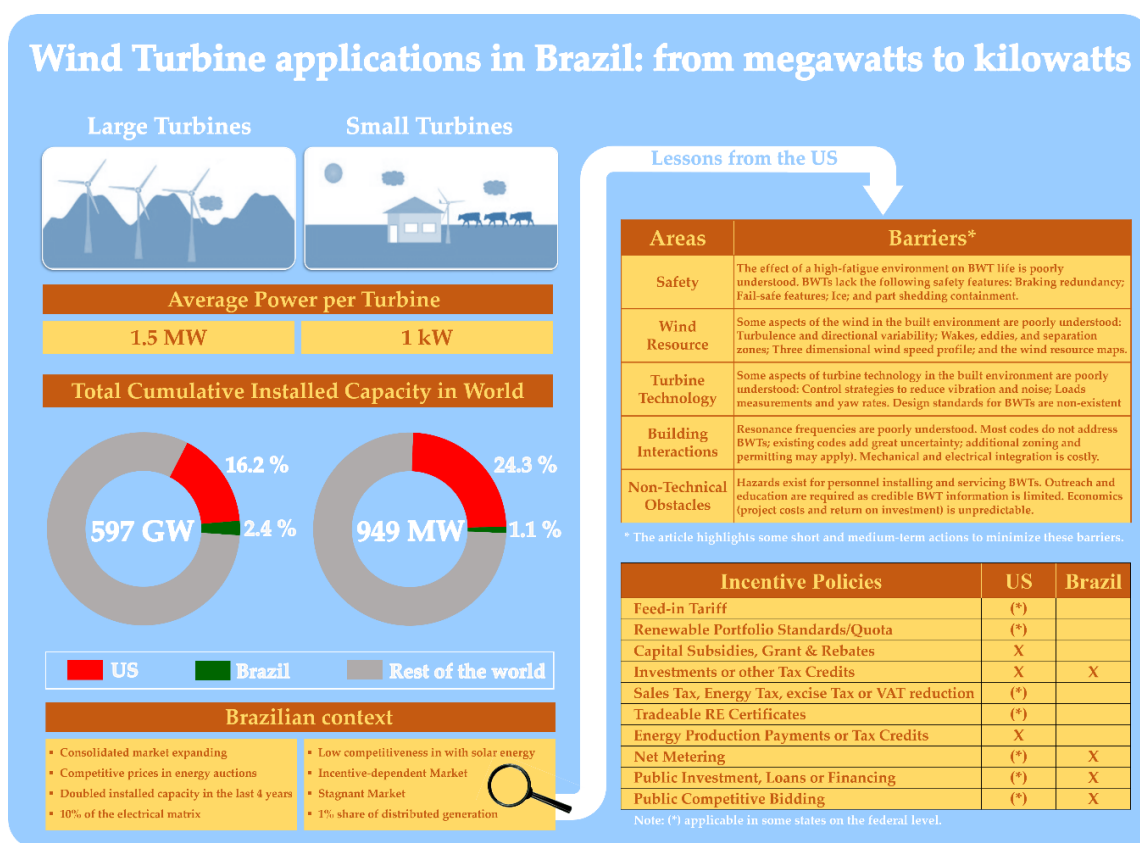 Wind Turbine applications in Brazil: from megawatts to kilowatts
Large Turbines
Small Turbines
Average Power per Turbine
1.5 MW
1 kW
Total Cumulative Installed Capacity in World
16.2 %
597 GW
2.4 %
24.3 %
949 MW
1.1 %
US
Brazil
Rest of the world
Brazilian context
▪ Consolidated market expanding
▪ Competitive prices in energy auctions
▪ Doubled installed capacity in the last 4 years
▪ 10% of the electrical matrix
▪ Low competitiveness in with solar energy
▪ Incentive-dependent Market
▪ Stagnant Market
▪ 1% share of distributed generation
Lessons from the US
Areas Barriers*
Safety
The effect of a high-fatigue environment on BWT life is poorly
understood. BWTs lack the following safety features: Braking redundancy;
Fail-safe features; Ice; and part shedding containment.
Wind
Resource
Some aspects of the wind in the built environment are poorly understood:
Turbulence and directional variability; Wakes, eddies, and separation
zones; Three dimensional wind speed profile; and the wind resource maps.
Turbine
Technology
Some aspects of turbine technology in the built environment are poorly
understood: Control strategies to reduce vibration and noise; Loads
measurements and yaw rates. Design standards for BWTs are non-existent
Building
Interactions
Resonance frequencies are poorly understood. Most codes do not address
BWTs; existing codes add great uncertainty; additional zoning and
permitting may apply). Mechanical and electrical integration is costly.
Non-Technical
Obstacles
Hazards exist for personnel installing and servicing BWTs. Outreach and
education are required as credible BWT information is limited. Economics
(project costs and return on investment) is unpredictable.
* The article highlights some short and medium-term actions to minimize these barriers.
Incentive Policies US Brazil
Feed-in Tariff (*)
Renewable Portfolio Standards/Quota (*)
Capital Subsidies, Grant & Rebates X
Investments or other Tax Credits X X
Sales Tax, Energy Tax, excise Tax or VAT reduction (*)
Tradeable RE Certificates (*)
Energy Production Payments or Tax Credits X
Net Metering (*) X
Public Investment, Loans or Financing (*) X
Public Competitive Bidding (*) X
Note: (*) applicable in some states on the federal level.